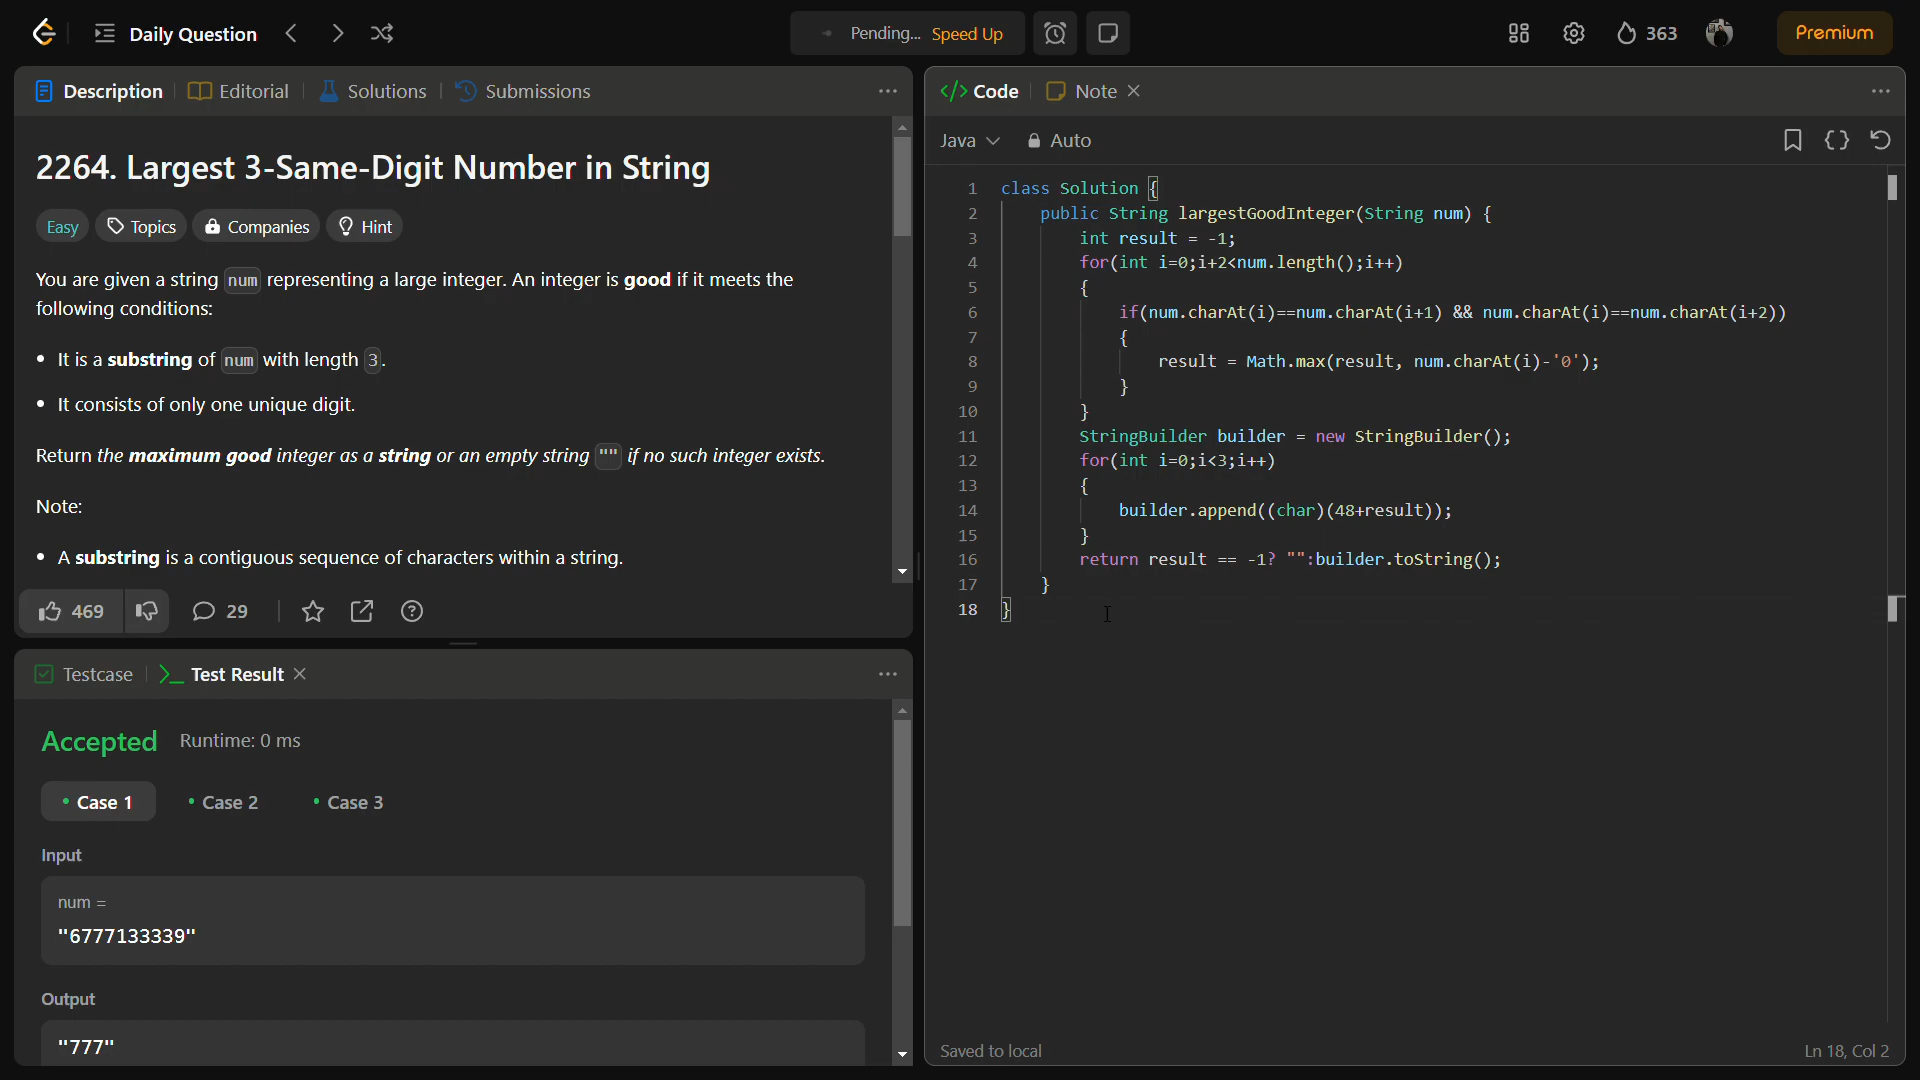 Daily Question
Pending... Speed Up
363
Premium
Description
Editorial
Solutions
Submissions
2264. Largest 3-Same-Digit Number in String
Easy
Topics
Companies
Hint
You are given a string num representing a large integer. An integer is good if it meets the
following conditions:
• It is a substring of num with length 3.
• It consists of only one unique digit.
Return the maximum good integer as a string or an empty string "" if no such integer exists.
Note:
• A substring is a contiguous sequence of characters within a string.
469
29
Testcase
Test Result
Accepted Runtime: 0 ms
• Case 1
• Case 2
• Case 3
Input
num =
"6777133339"
Output
"777"
</> Code
Note
Java
Auto
1 class Solution {
2     public String largestGoodInteger(String num) {
3         int result = -1;
4         for(int i=0;i+2<num.length();i++)
5         {
6             if(num.charAt(i)==num.charAt(i+1) && num.charAt(i)==num.charAt(i+2))
7             {
8                 result = Math.max(result, num.charAt(i)-'0');
9             }
10         }
11         StringBuilder builder = new StringBuilder();
12         for(int i=0;i<3;i++)
13         {
14             builder.append((char)(48+result));
15         }
16         return result == -1? "":builder.toString();
17     }
18 }
Saved to local
Ln 18, Col 2